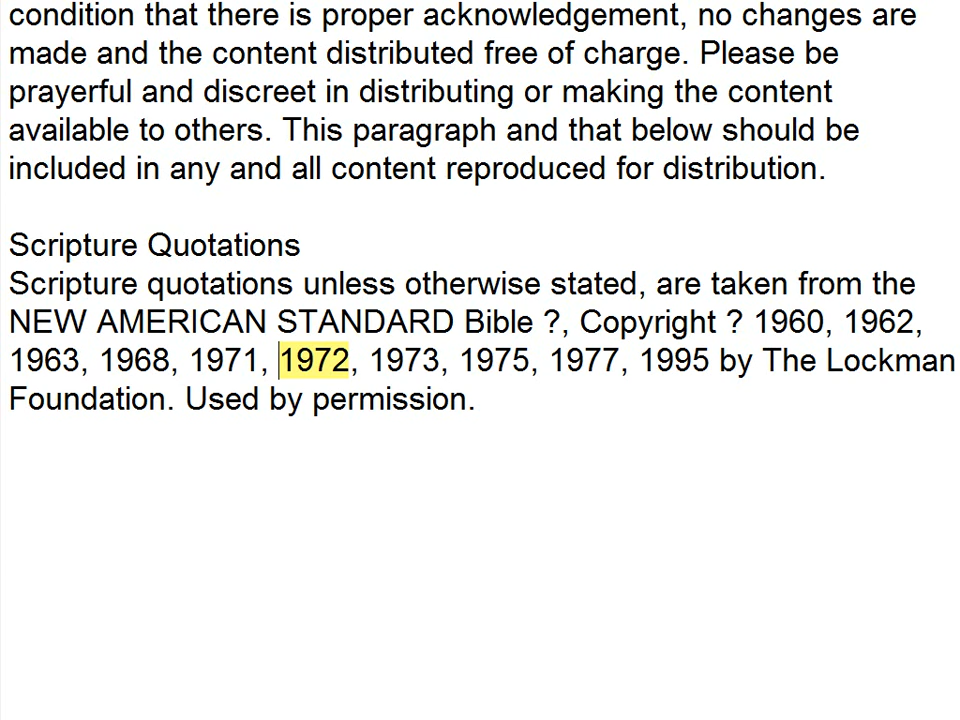 condition that there is proper acknowledgement, no changes are
made and the content distributed free of charge. Please be
prayerful and discreet in distributing or making the content
available to others. This paragraph and that below should be
included in any and all content reproduced for distribution.
Scripture Quotations
Scripture quotations unless otherwise stated, are taken from the
NEW AMERICAN STANDARD Bible ?, Copyright ? 1960, 1962,
1963, 1968, 1971, 1972, 1973, 1975, 1977, 1995 by The Lockman
Foundation. Used by permission.